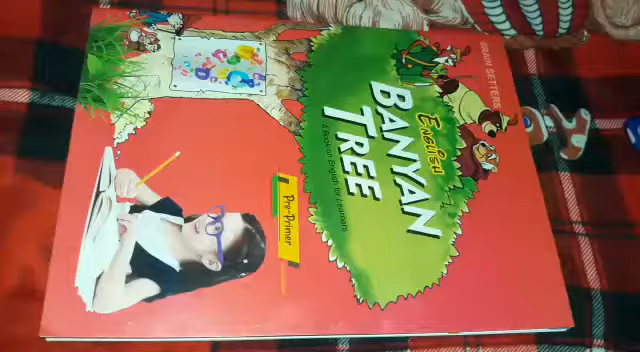 BRAIN SETTERS
ENGLISH
BANYAN
TREE
A Book on English for Learners
Pre-Primer